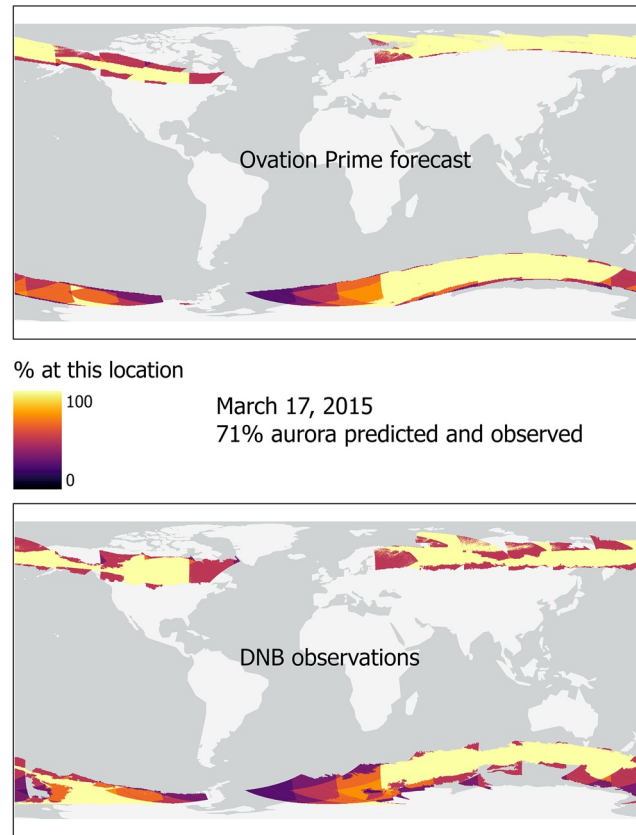 Ovation Prime forecast
% at this location
100
0
March 17, 2015
71% aurora predicted and observed
DNB observations